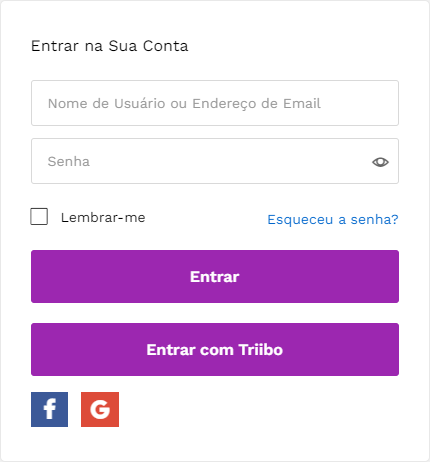 Entrar na Sua Conta
Nome de Usuário ou Endereço de Email
Senha
Lembrar-me
Esqueceu a senha?
Entrar
Entrar com Triibo
f G